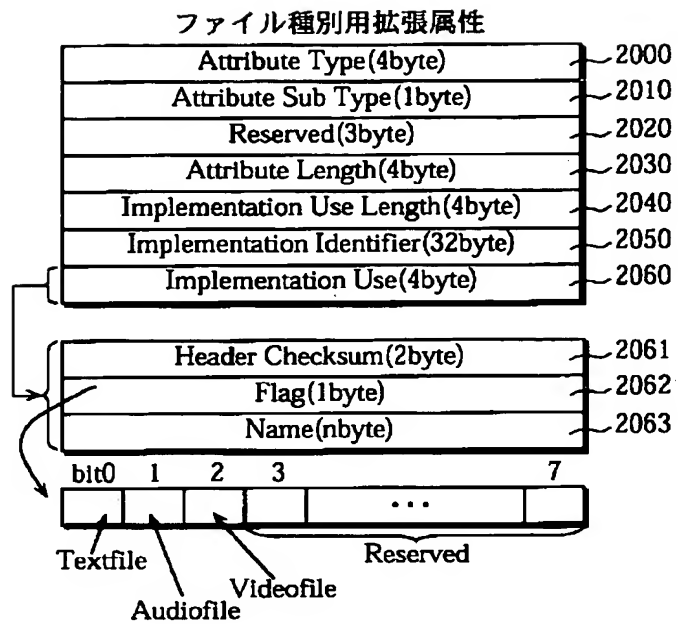 ファイル種別用拡張属性
Attribute Type(4byte) 2000
Attribute Sub Type(1byte) 2010
Reserved(3byte) 2020
Attribute Length(4byte) 2030
Implementation Use Length(4byte) 2040
Implementation Identifier(32byte) 2050
Implementation Use(4byte) 2060
Header Checksum(2byte) 2061
Flag(1byte) 2062
Name(nbyte) 2063
bit0 1 2 3 7
...
Textfile Reserved
Videofile
Audiofile